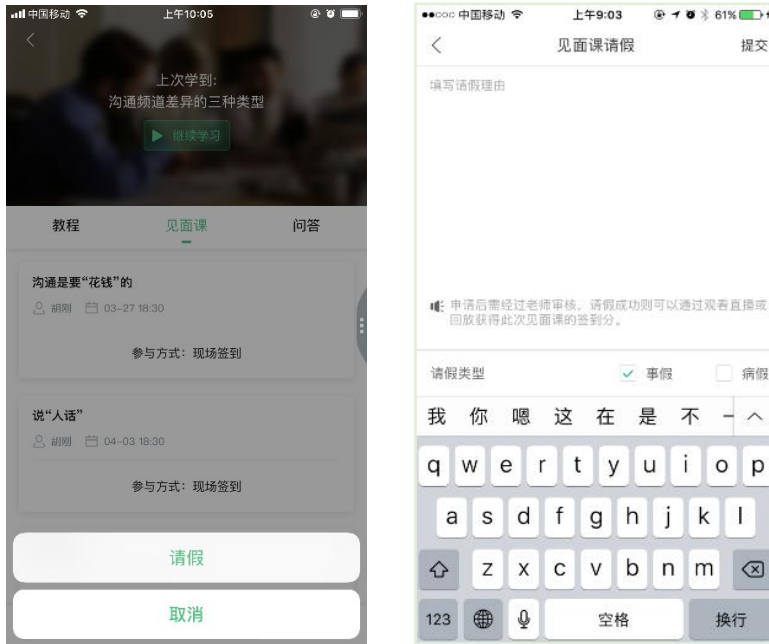 中国移动 上午10:05
上次学到:
沟通频道差异的三种类型
继续学习
教程 见面课 问答
沟通是要“花钱”的
胡刚 03-27 18:30
参与方式：现场签到
说“人话”
胡刚 04-03 18:30
参与方式：现场签到
请假
取消
中国移动 上午9:03 61%
见面课请假 提交
填写请假理由
申请后需经过老师审核，请假成功则可以通过观看直播或
回放获得此次见面课的签到分。
请假类型 事假 病假
我 你 嗯 这 在 是 不 一
q w e r t y u i o p
a s d f g h j k l
z x c v b n m
123 空格 换行